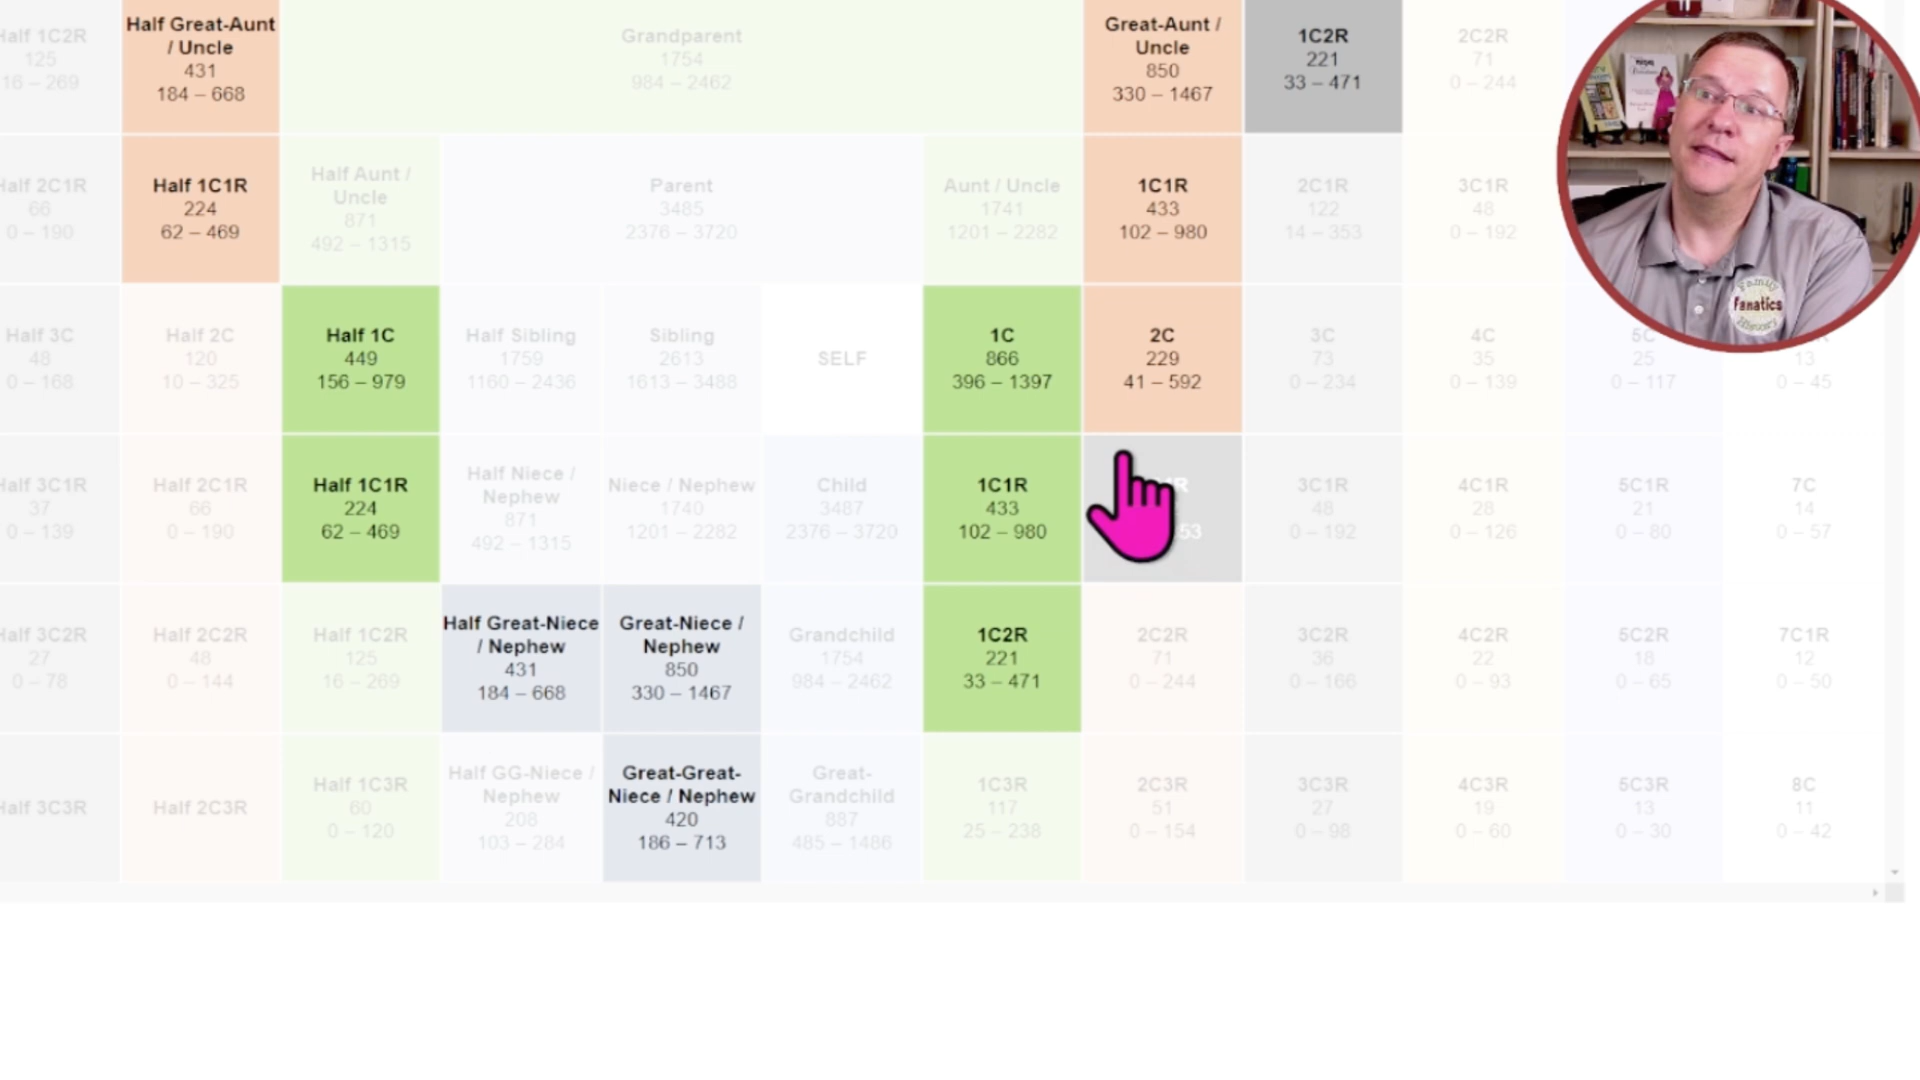 Half 1C2R
125
16 – 269
Half Great-Aunt
/ Uncle
431
184 – 668
Grandparent
1754
984 – 2462
Great-Aunt /
Uncle
850
330 – 1467
1C2R
221
33 – 471
2C2R
71
0 – 244
Half 2C1R
66
0 – 190
Half 1C1R
224
62 – 469
Half Aunt /
Uncle
871
492 – 1315
Parent
3485
2376 – 3720
Aunt / Uncle
1741
1201 – 2282
1C1R
433
102 – 980
2C1R
122
14 – 353
3C1R
48
0 – 192
Half 3C
48
0 – 168
Half 2C
120
10 – 325
Half 1C
449
156 – 979
Half Sibling
1759
1160 – 2436
Sibling
2613
1613 – 3488
SELF
1C
866
396 – 1397
2C
229
41 – 592
3C
73
0 – 234
4C
35
0 – 139
5C
25
0 – 117
13
0 – 45
Half 3C1R
37
0 – 139
Half 2C1R
66
0 – 190
Half 1C1R
224
62 – 469
Half Niece /
Nephew
871
492 – 1315
Niece / Nephew
1740
1201 – 2282
Child
3487
2376 – 3720
1C1R
433
102 – 980
53
3C1R
48
0 – 192
4C1R
28
0 – 126
5C1R
21
0 – 80
7C
14
0 – 57
Half 3C2R
27
0 – 78
Half 2C2R
48
0 – 144
Half 1C2R
125
16 – 269
Half Great-Niece
/ Nephew
431
184 – 668
Great-Niece /
Nephew
850
330 – 1467
Grandchild
1754
984 – 2462
1C2R
221
33 – 471
2C2R
71
0 – 244
3C2R
36
0 – 166
4C2R
22
0 – 93
5C2R
18
0 – 65
7C1R
12
0 – 50
Half 3C3R
Half 2C3R
Half 1C3R
60
0 – 120
Half GG-Niece /
Nephew
208
103 – 284
Great-Great-
Niece / Nephew
420
186 – 713
Great-
Grandchild
887
485 – 1486
1C3R
117
25 – 238
2C3R
51
0 – 154
3C3R
27
0 – 98
4C3R
19
0 – 60
5C3R
13
0 – 30
8C
11
0 – 42
Family
Fanatics
History